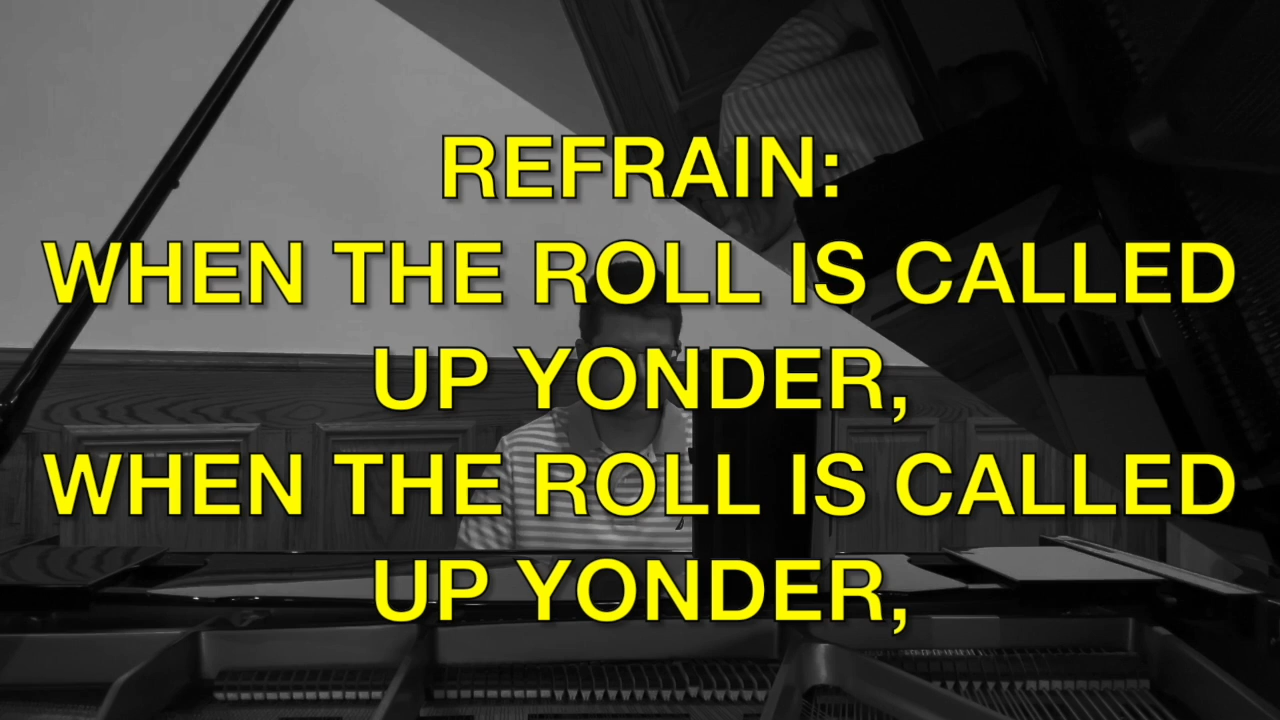 REFRAIN:
WHEN THE ROLL IS CALLED
UP YONDER,
WHEN THE ROLL IS CALLED
UP YONDER,